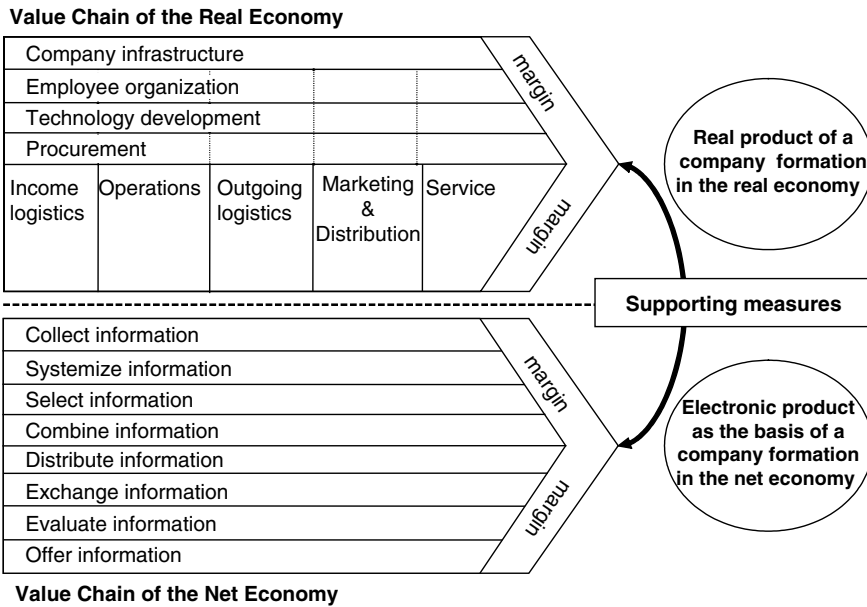 Value Chain of the Real Economy
Company infrastructure
Employee organization
Technology development
Procurement
Income
logistics
Operations
Outgoing
logistics
Marketing
&
Distribution
Service
margin
margin
Real product of a
company formation
in the real economy
Supporting measures
Collect information
Systemize information
Select information
Combine information
Distribute information
Exchange information
Evaluate information
Offer information
margin
margin
Electronic product
as the basis of a
company formation
in the net economy
Value Chain of the Net Economy